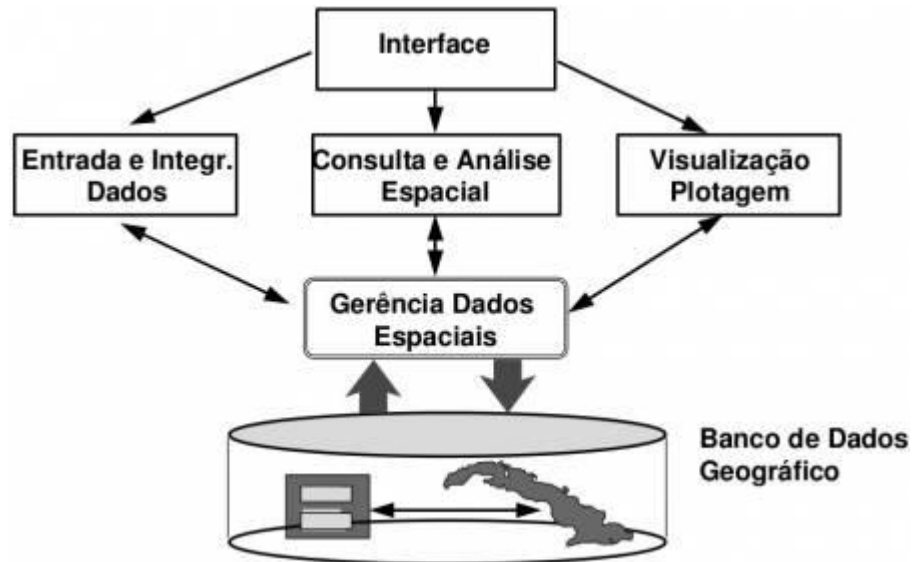 Interface
Entrada e Integr.
Dados
Consulta e Análise
Espacial
Visualização
Plotagem
Gerência Dados
Espaciais
Banco de Dados
Geográfico